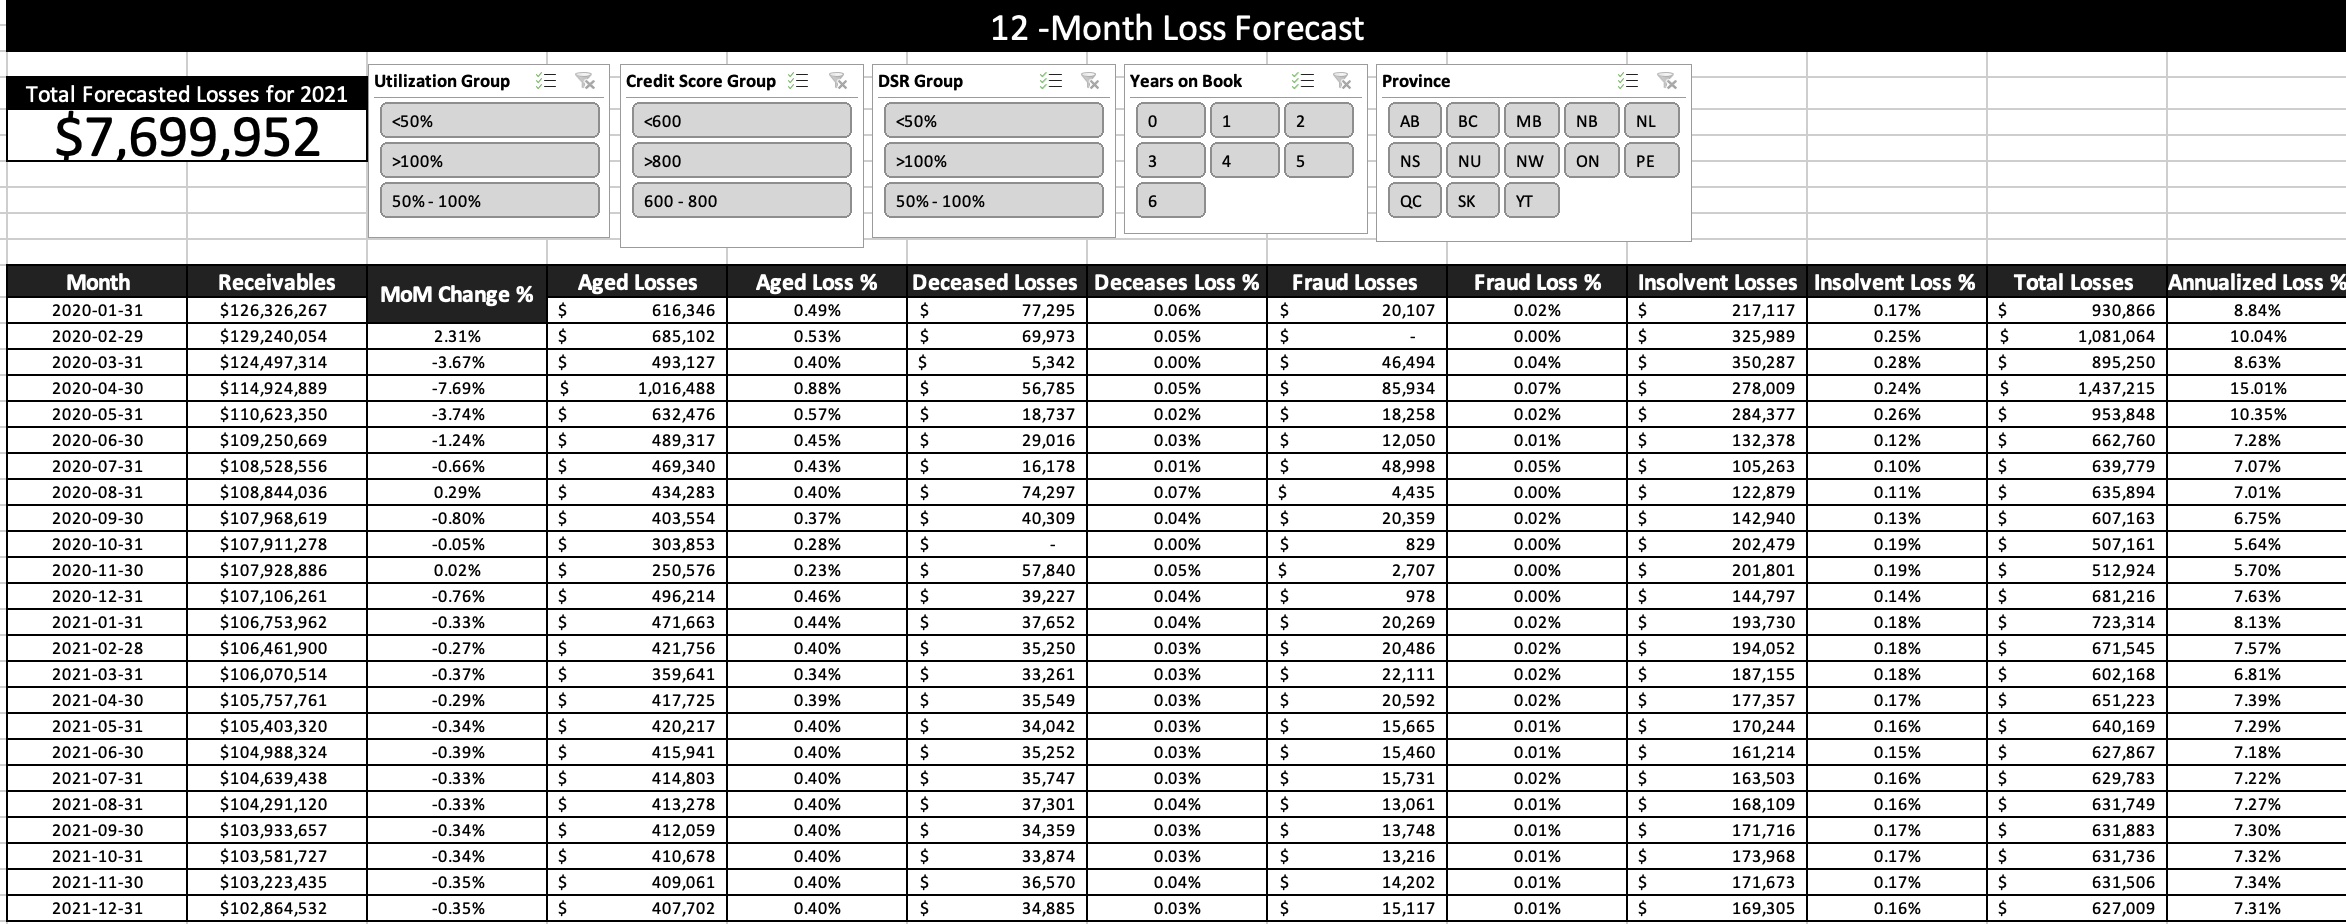 12 -Month Loss Forecast
Total Forecasted Losses for 2021
$7,699,952
Utilization Group
<50%
>100%
50% - 100%
Credit Score Group
<600
>800
600 - 800
DSR Group
<50%
>100%
50% - 100%
Years on Book
0 1 2
3 4 5
6
Province
AB BC MB NB NL
NS NU NW ON PE
QC SK YT
Month Receivables MoM Change % Aged Losses Aged Loss % Deceased Losses Deceases Loss % Fraud Losses Fraud Loss % Insolvent Losses Insolvent Loss % Total Losses Annualized Loss %
2020-01-31 $126,326,267 $ 616,346 0.49% $ 77,295 0.06% $ 20,107 0.02% $ 217,117 0.17% $ 930,866 8.84%
2020-02-29 $129,240,054 2.31% $ 685,102 0.53% $ 69,973 0.05% $ - 0.00% $ 325,989 0.25% $ 1,081,064 10.04%
2020-03-31 $124,497,314 -3.67% $ 493,127 0.40% $ 5,342 0.00% $ 46,494 0.04% $ 350,287 0.28% $ 895,250 8.63%
2020-04-30 $114,924,889 -7.69% $ 1,016,488 0.88% $ 56,785 0.05% $ 85,934 0.07% $ 278,009 0.24% $ 1,437,215 15.01%
2020-05-31 $110,623,350 -3.74% $ 632,476 0.57% $ 18,737 0.02% $ 18,258 0.02% $ 284,377 0.26% $ 953,848 10.35%
2020-06-30 $109,250,669 -1.24% $ 489,317 0.45% $ 29,016 0.03% $ 12,050 0.01% $ 132,378 0.12% $ 662,760 7.28%
2020-07-31 $108,528,556 -0.66% $ 469,340 0.43% $ 16,178 0.01% $ 48,998 0.05% $ 105,263 0.10% $ 639,779 7.07%
2020-08-31 $108,844,036 0.29% $ 434,283 0.40% $ 74,297 0.07% $ 4,435 0.00% $ 122,879 0.11% $ 635,894 7.01%
2020-09-30 $107,968,619 -0.80% $ 403,554 0.37% $ 40,309 0.04% $ 20,359 0.02% $ 142,940 0.13% $ 607,163 6.75%
2020-10-31 $107,911,278 -0.05% $ 303,853 0.28% $ - 0.00% $ 829 0.00% $ 202,479 0.19% $ 507,161 5.64%
2020-11-30 $107,928,886 0.02% $ 250,576 0.23% $ 57,840 0.05% $ 2,707 0.00% $ 201,801 0.19% $ 512,924 5.70%
2020-12-31 $107,106,261 -0.76% $ 496,214 0.46% $ 39,227 0.04% $ 978 0.00% $ 144,797 0.14% $ 681,216 7.63%
2021-01-31 $106,753,962 -0.33% $ 471,663 0.44% $ 37,652 0.04% $ 20,269 0.02% $ 193,730 0.18% $ 723,314 8.13%
2021-02-28 $106,461,900 -0.27% $ 421,756 0.40% $ 35,250 0.03% $ 20,486 0.02% $ 194,052 0.18% $ 671,545 7.57%
2021-03-31 $106,070,514 -0.37% $ 359,641 0.34% $ 33,261 0.03% $ 22,111 0.02% $ 187,155 0.18% $ 602,168 6.81%
2021-04-30 $105,757,761 -0.29% $ 417,725 0.39% $ 35,549 0.03% $ 20,592 0.02% $ 177,357 0.17% $ 651,223 7.39%
2021-05-31 $105,403,320 -0.34% $ 420,217 0.40% $ 34,042 0.03% $ 15,665 0.01% $ 170,244 0.16% $ 640,169 7.29%
2021-06-30 $104,988,324 -0.39% $ 415,941 0.40% $ 35,252 0.03% $ 15,460 0.01% $ 161,214 0.15% $ 627,867 7.18%
2021-07-31 $104,639,438 -0.33% $ 414,803 0.40% $ 35,747 0.03% $ 15,731 0.02% $ 163,503 0.16% $ 629,783 7.22%
2021-08-31 $104,291,120 -0.33% $ 413,278 0.40% $ 37,301 0.04% $ 13,061 0.01% $ 168,109 0.16% $ 631,749 7.27%
2021-09-30 $103,933,657 -0.34% $ 412,059 0.40% $ 34,359 0.03% $ 13,748 0.01% $ 171,716 0.17% $ 631,883 7.30%
2021-10-31 $103,581,727 -0.34% $ 410,678 0.40% $ 33,874 0.03% $ 13,216 0.01% $ 173,968 0.17% $ 631,736 7.32%
2021-11-30 $103,223,435 -0.35% $ 409,061 0.40% $ 36,570 0.04% $ 14,202 0.01% $ 171,673 0.17% $ 631,506 7.34%
2021-12-31 $102,864,532 -0.35% $ 407,702 0.40% $ 34,885 0.03% $ 15,117 0.01% $ 169,305 0.16% $ 627,009 7.31%